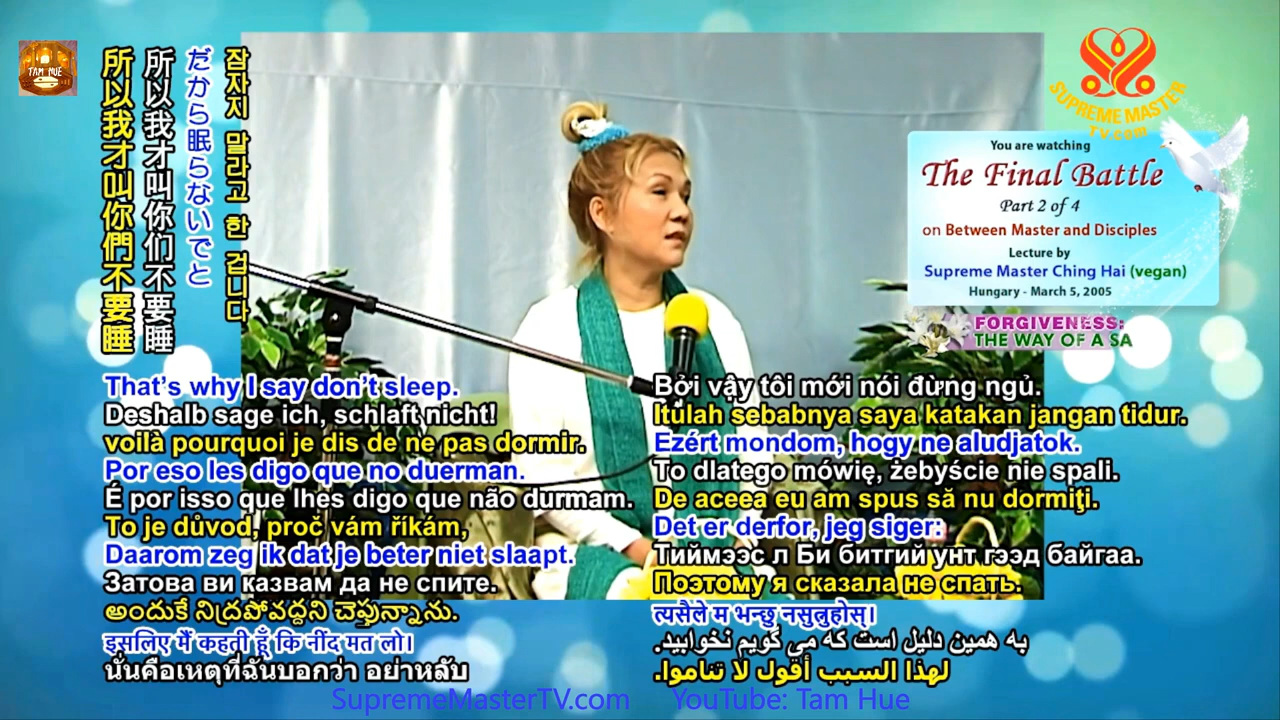 TAM HUE
所以我才叫你們不要睡
所以我才叫你们不要睡
だから眠らないでと
잠자지 말라고 한 겁니다
SUPREME MASTER
TV.com
You are watching
The Final Battle
Part 2 of 4
on Between Master and Disciples
Lecture by
Supreme Master Ching Hai (vegan)
Hungary - March 5, 2005
FORGIVENESS:
THE WAY OF A SA
That's why I say don't sleep.
Deshalb sage ich, schlaft nicht!
voilà pourquoi je dis de ne pas dormir.
Por eso les digo que no duerman.
É por isso que lhes digo que não durmam.
To je důvod, proč vám říkám,
Daarom zeg ik dat je beter niet slaapt.
Затова ви казвам да не спите.
అందుకే నిద్రపోవద్దని చెప్తున్నాను.
इसलिए मैं कहती हूँ कि नींद मत लो।
นั่นคือเหตุที่ฉันบอกว่า อย่าหลับ
Bởi vậy tôi mới nói đừng ngủ.
Itulah sebabnya saya katakan jangan tidur.
Ezért mondom, hogy ne aludjatok.
To dlatego mówię, żebyście nie spali.
De aceea eu am spus să nu dormiţi.
Det er derfor, jeg siger:
Тиймээс л Би битгий унт гээд байгаа.
Поэтому я сказала не спать.
त्यसैले म भन्छु नसुत्नुहोस्।
به همین دلیل است که می گویم نخوابید.
لهذا السبب أقول لا تناموا.
SupremeMasterTV.com
YouTube: Tam Hue